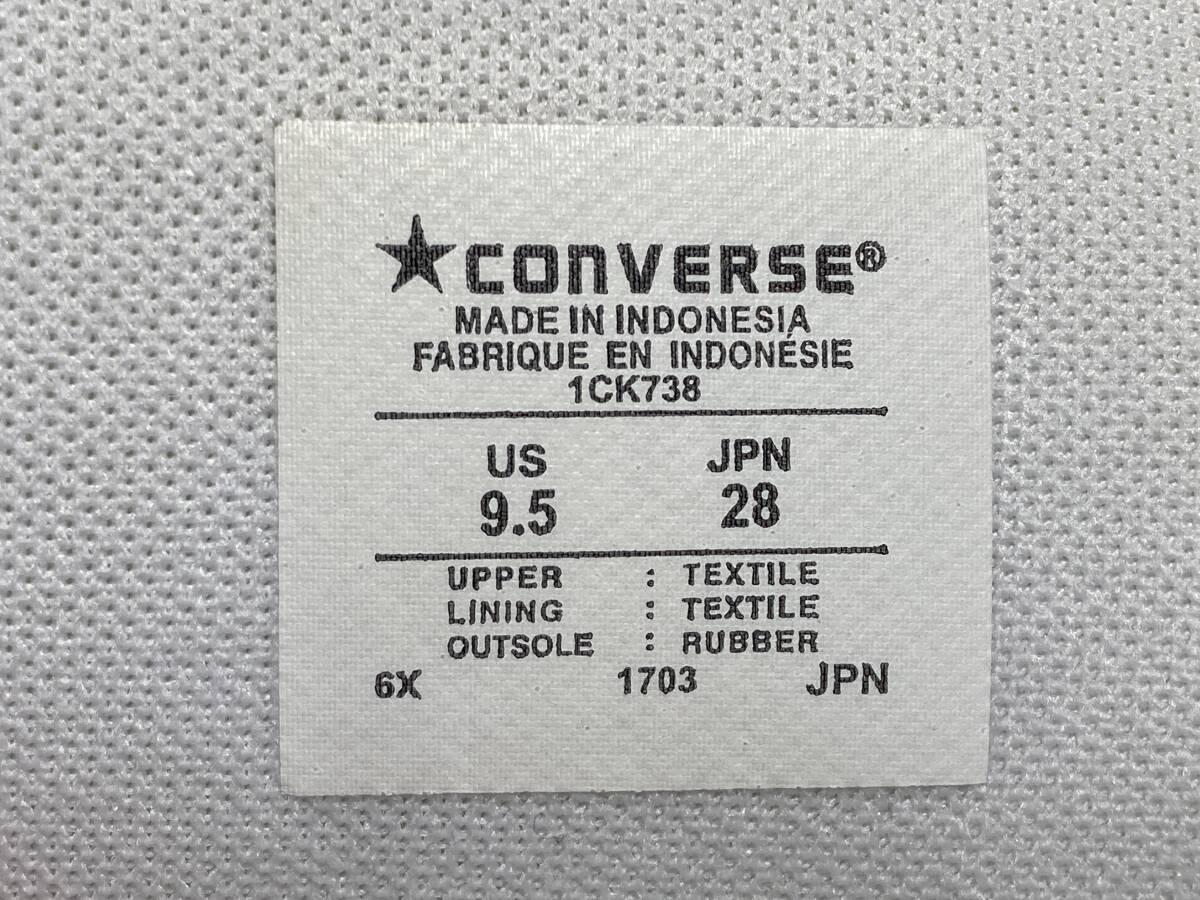 ★CONVERSE®
MADE IN INDONESIA
FABRIQUE EN INDONÉSIE
1CK738
US JPN
9.5 28
UPPER : TEXTILE
LINING : TEXTILE
OUTSOLE : RUBBER
6X 1703 JPN